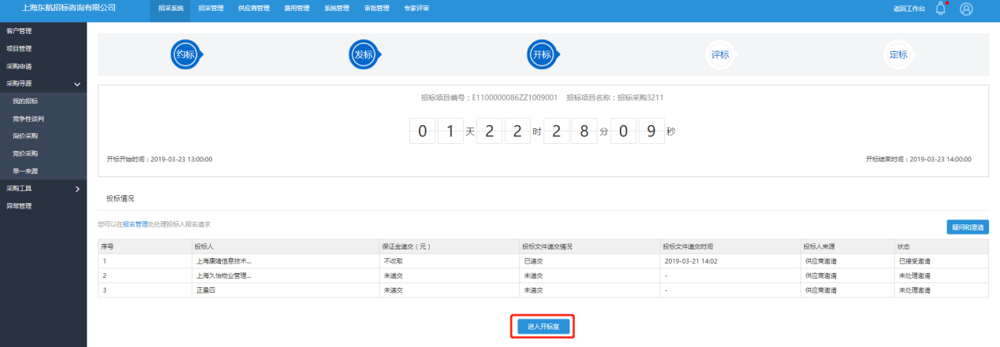 上海东航招标咨询有限公司 招采系统 招采管理 供应商管理 费用管理 系统管理 审批管理 专家评审 返回工作台
客户管理
项目管理
采购申请
采购寻源
我的招标
竞争性谈判
询价采购
竞价采购
单一来源
采购工具
异常管理
约标 发标 开标 评标 定标
招标项目编号：E1100000086ZZ1009001 招标项目名称：招标采购3211
0 1 天 2 2 时 2 8 分 0 9 秒
开标开始时间：2019-03-23 13:00:00 开标结束时间：2019-03-23 14:00:00
投标情况
您可以在报名管理处处理投标人报名请求
疑问和澄清
序号 投标人 保证金递交（元） 投标文件递交情况 投标文件递交时间 投标人来源 状态
1 上海康婧信息技术... 不收取 已递交 2019-03-21 14:02 供应商邀请 已接受邀请
2 上海久怡物业管理... 未递交 未递交 - 供应商邀请 未处理邀请
3 正量四 未递交 未递交 - 供应商邀请 未处理邀请
进入开标室